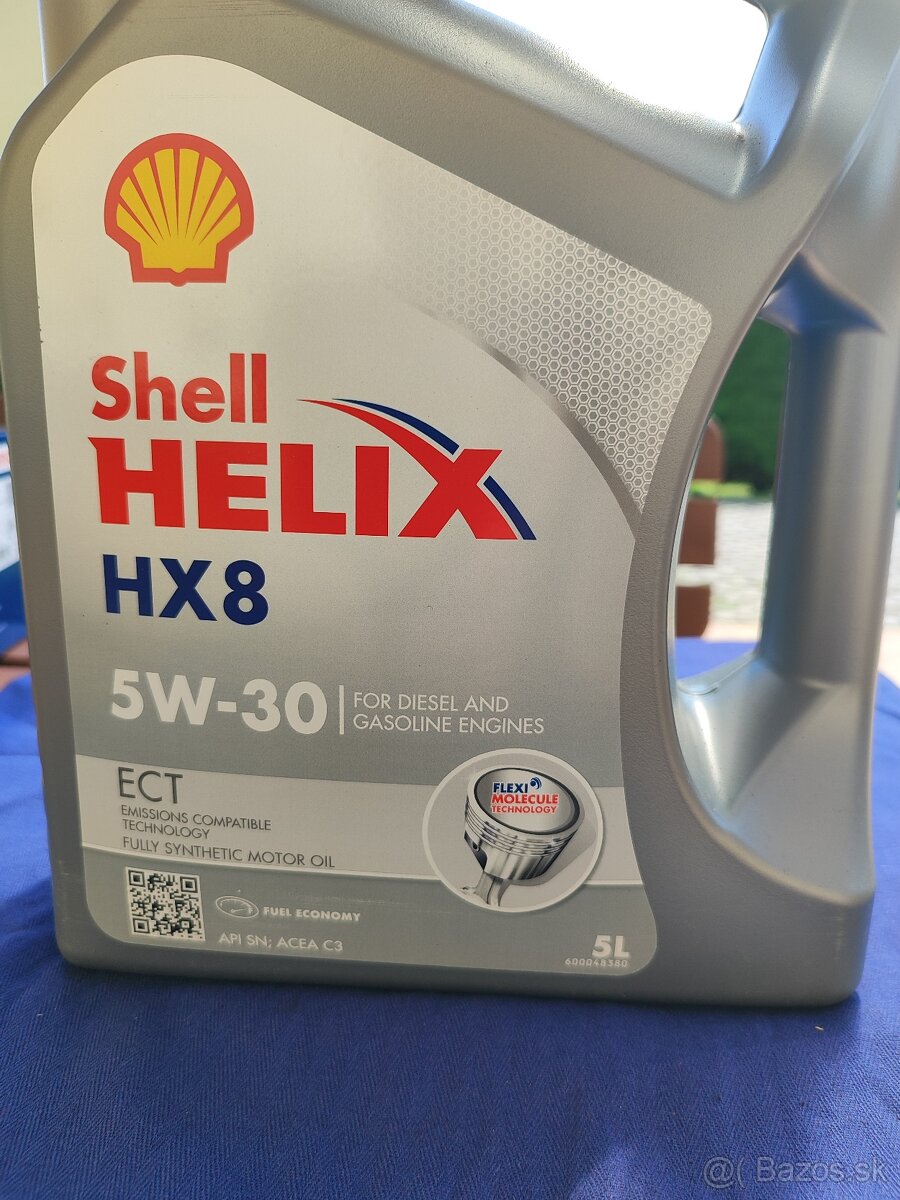 Shell
HELIX
HX8
5W-30
FOR DIESEL AND
GASOLINE ENGINES
ECT
EMISSIONS COMPATIBLE
TECHNOLOGY
FULLY SYNTHETIC MOTOR OIL
FLEXI
MOLECULE
TECHNOLOGY
FUEL ECONOMY
API SN; ACEA C3
5L
600048380
@( Bazos.sk